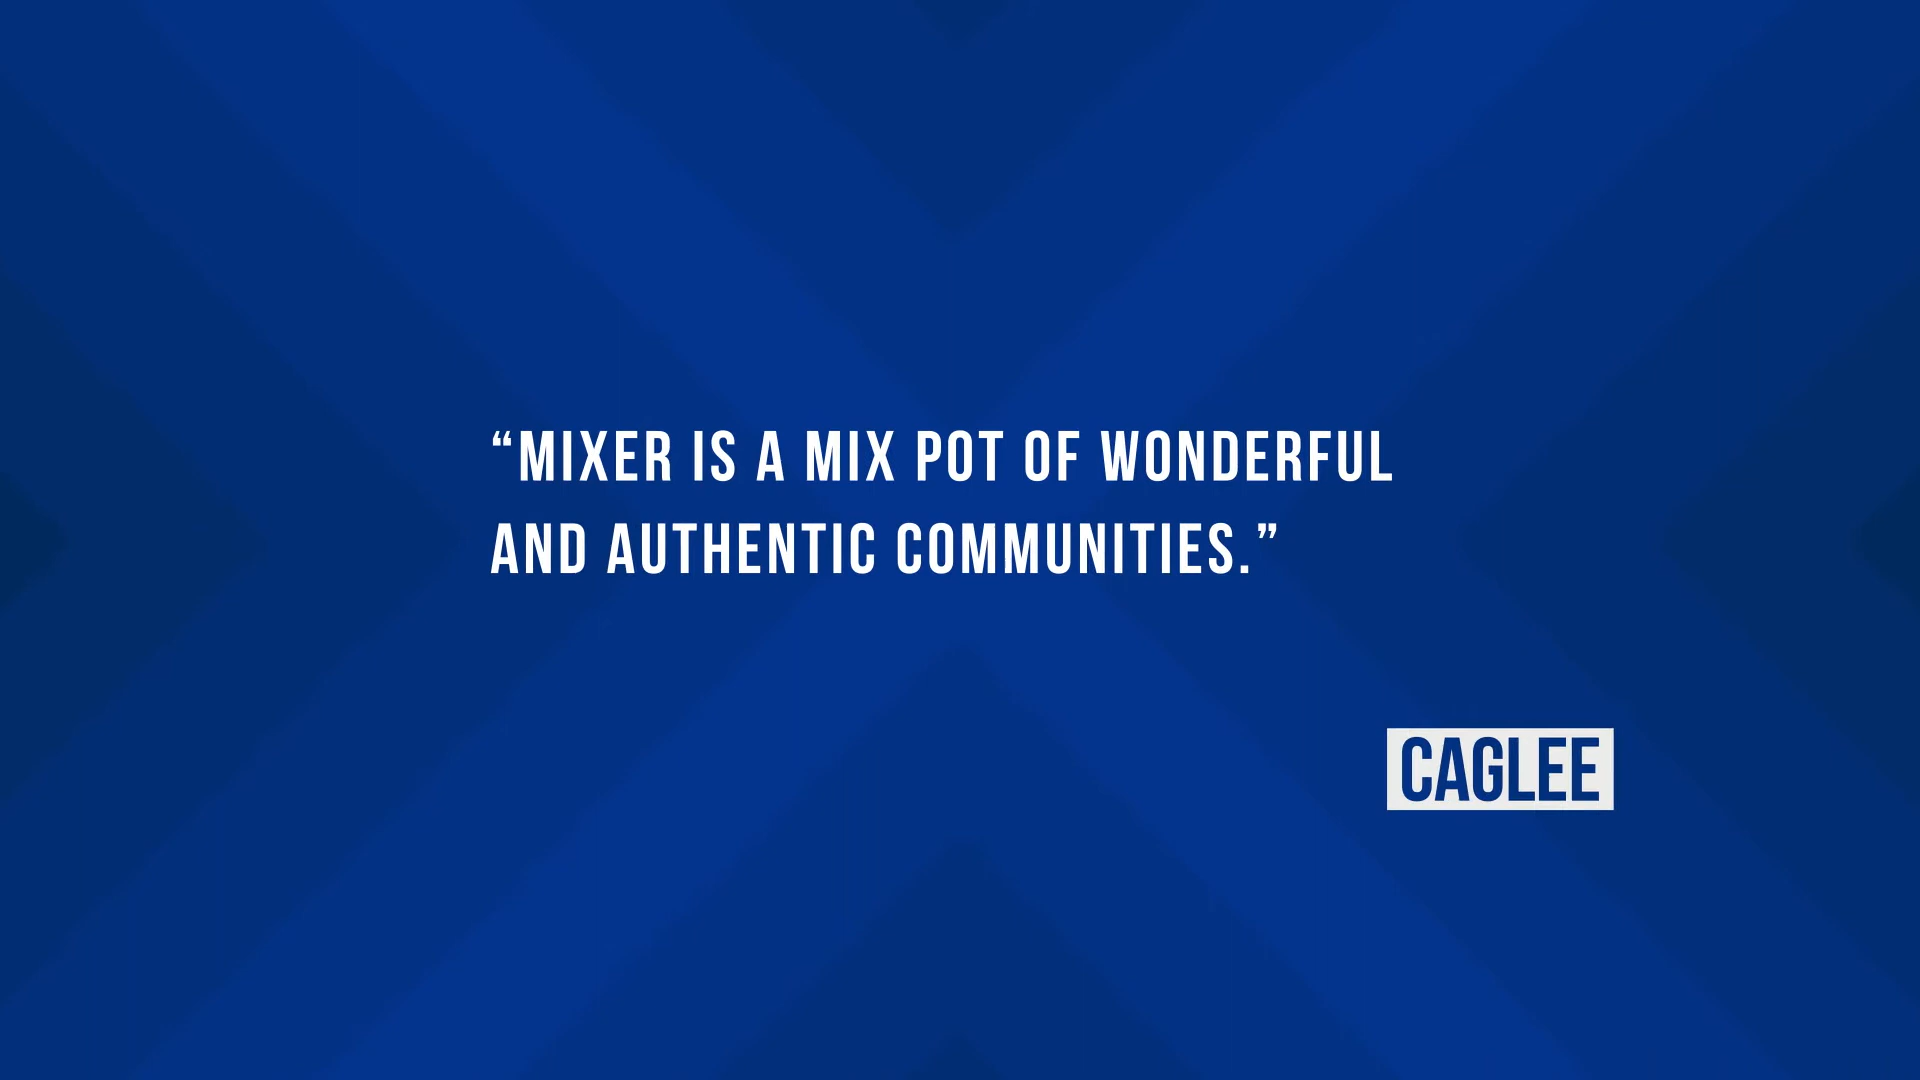 “MIXER IS A MIX POT OF WONDERFUL
AND AUTHENTIC COMMUNITIES.”
CAGLEE